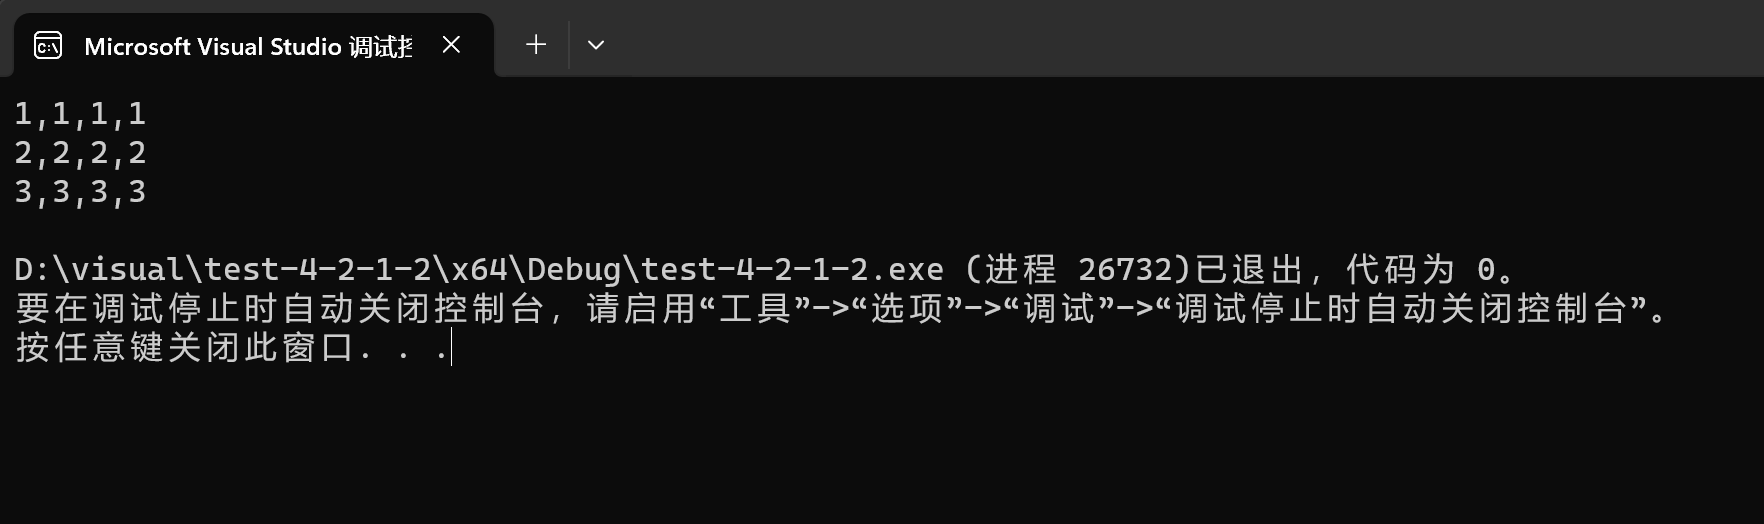 Microsoft Visual Studio 调试
1,1,1,1
2,2,2,2
3,3,3,3
D:\visual\test-4-2-1-2\x64\Debug\test-4-2-1-2.exe (进程 26732)已退出，代码为 0。
要在调试停止时自动关闭控制台，请启用“工具”->“选项”->“调试”->“调试停止时自动关闭控制台”。
按任意键关闭此窗口. . .